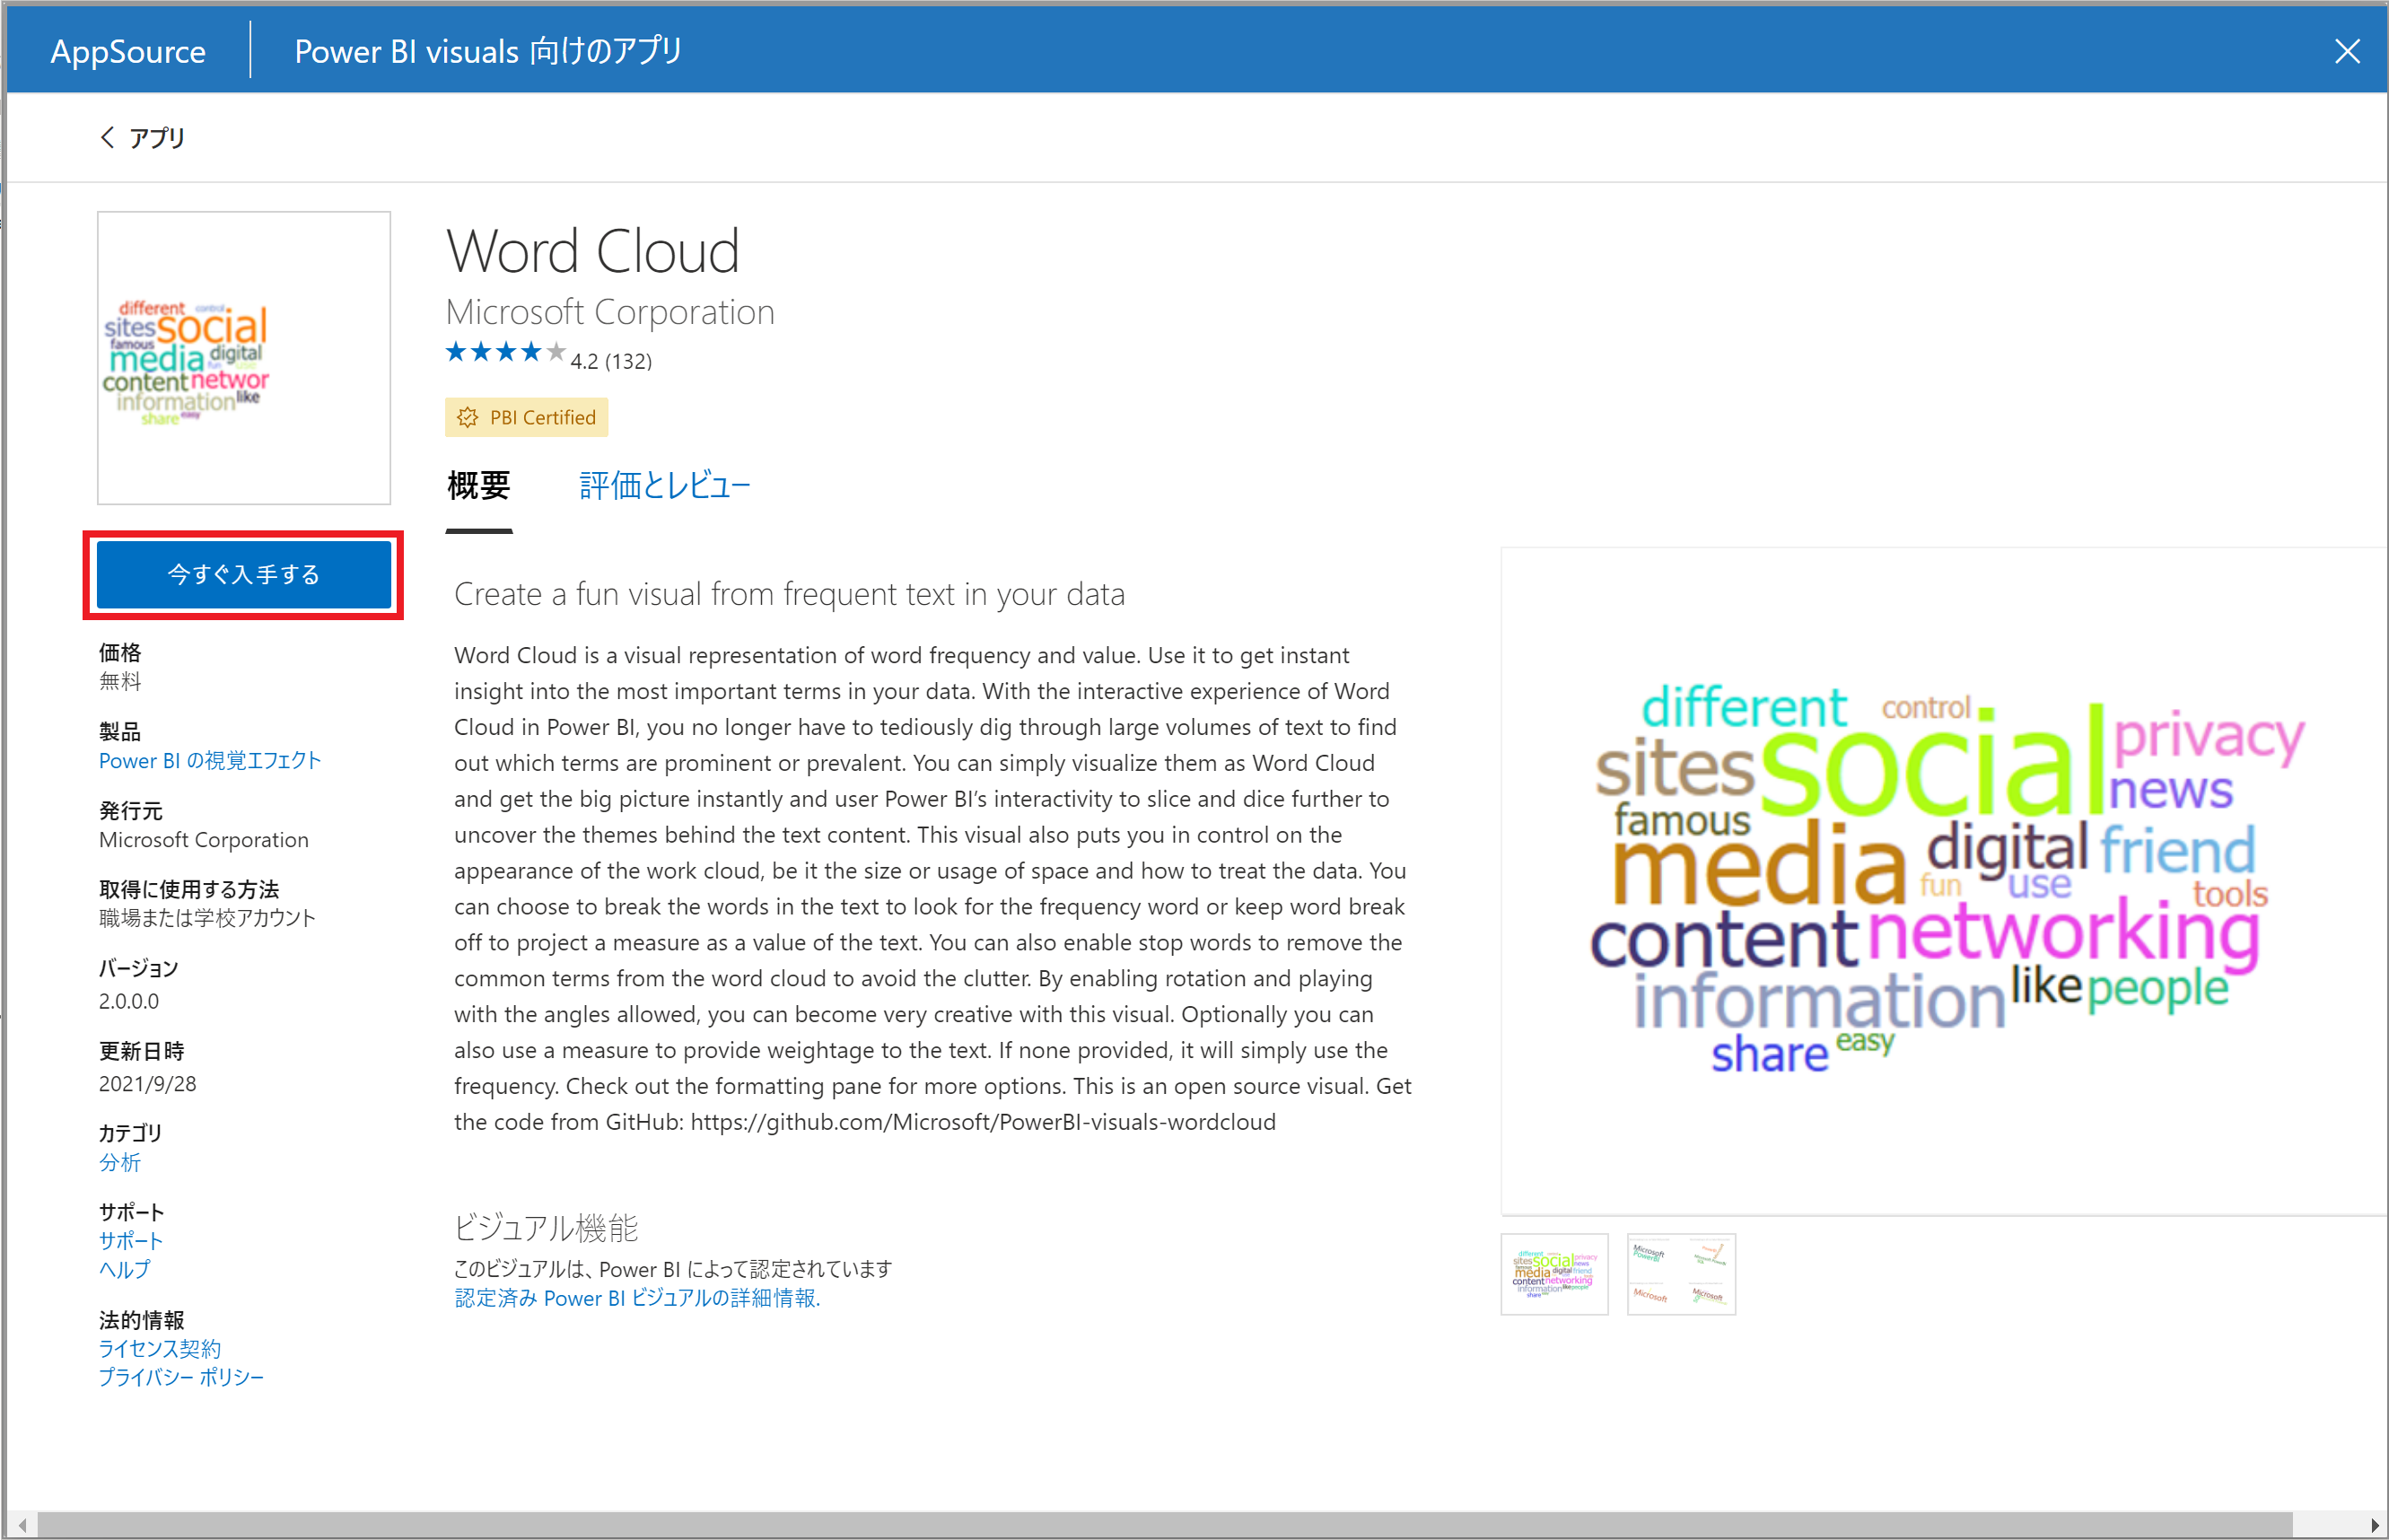 AppSource
Power BI visuals 向けのアプリ
アプリ
different control
sites social
famous
media digital
fun use
content networ
information like
share easy
Word Cloud
Microsoft Corporation
4.2 (132)
PBI Certified
概要
評価とレビュー
今すぐ入手する
価格
無料
製品
Power BI の視覚エフェクト
発行元
Microsoft Corporation
取得に使用する方法
職場または学校アカウント
バージョン
2.0.0.0
更新日時
2021/9/28
カテゴリ
分析
サポート
サポート
ヘルプ
法的情報
ライセンス契約
プライバシー ポリシー
Create a fun visual from frequent text in your data
Word Cloud is a visual representation of word frequency and value. Use it to get instant
insight into the most important terms in your data. With the interactive experience of Word
Cloud in Power BI, you no longer have to tediously dig through large volumes of text to find
out which terms are prominent or prevalent. You can simply visualize them as Word Cloud
and get the big picture instantly and user Power BI’s interactivity to slice and dice further to
uncover the themes behind the text content. This visual also puts you in control on the
appearance of the work cloud, be it the size or usage of space and how to treat the data. You
can choose to break the words in the text to look for the frequency word or keep word break
off to project a measure as a value of the text. You can also enable stop words to remove the
common terms from the word cloud to avoid the clutter. By enabling rotation and playing
with the angles allowed, you can become very creative with this visual. Optionally you can
also use a measure to provide weightage to the text. If none provided, it will simply use the
frequency. Check out the formatting pane for more options. This is an open source visual. Get
the code from GitHub: https://github.com/Microsoft/PowerBI-visuals-wordcloud
ビジュアル機能
このビジュアルは、Power BI によって認定されています
認定済み Power BI ビジュアルの詳細情報.
different control
sites social privacy
news
famous
media digital friend
fun use tools
content networking
information like people
share easy
different privacy
sites social news
media digital friend
content networking
information like people
share
Microsoft
PowerBI
Microsoft
Microsoft